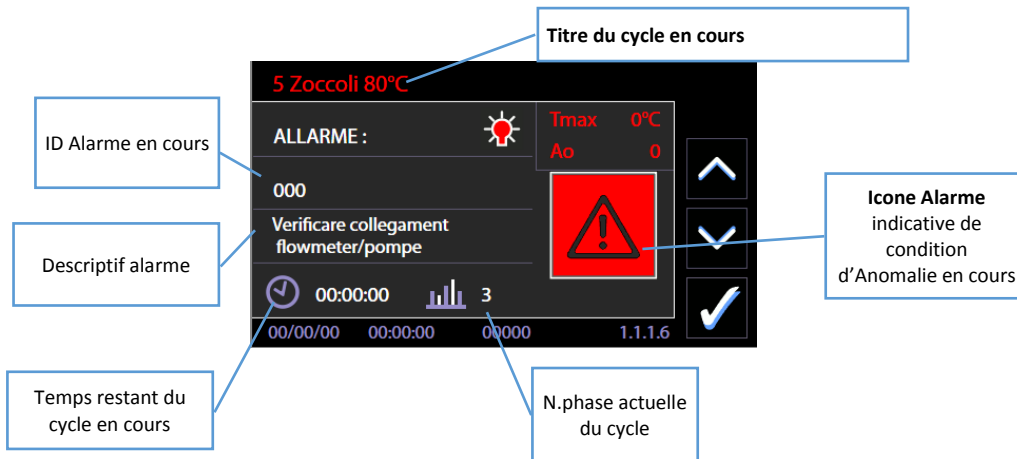 Titre du cycle en cours
5 Zoccoli 80°C
ID Alarme en cours
ALLARME :
Tmax 0°C
Ao 0
000
Verificare collegament
flowmeter/pompe
Descriptif alarme
Icone Alarme
indicative de
condition
d'Anomalie en cours
00:00:00 3
00/00/00 00:00:00 00000 1.1.1.6
Temps restant du
cycle en cours
N.phase actuelle
du cycle